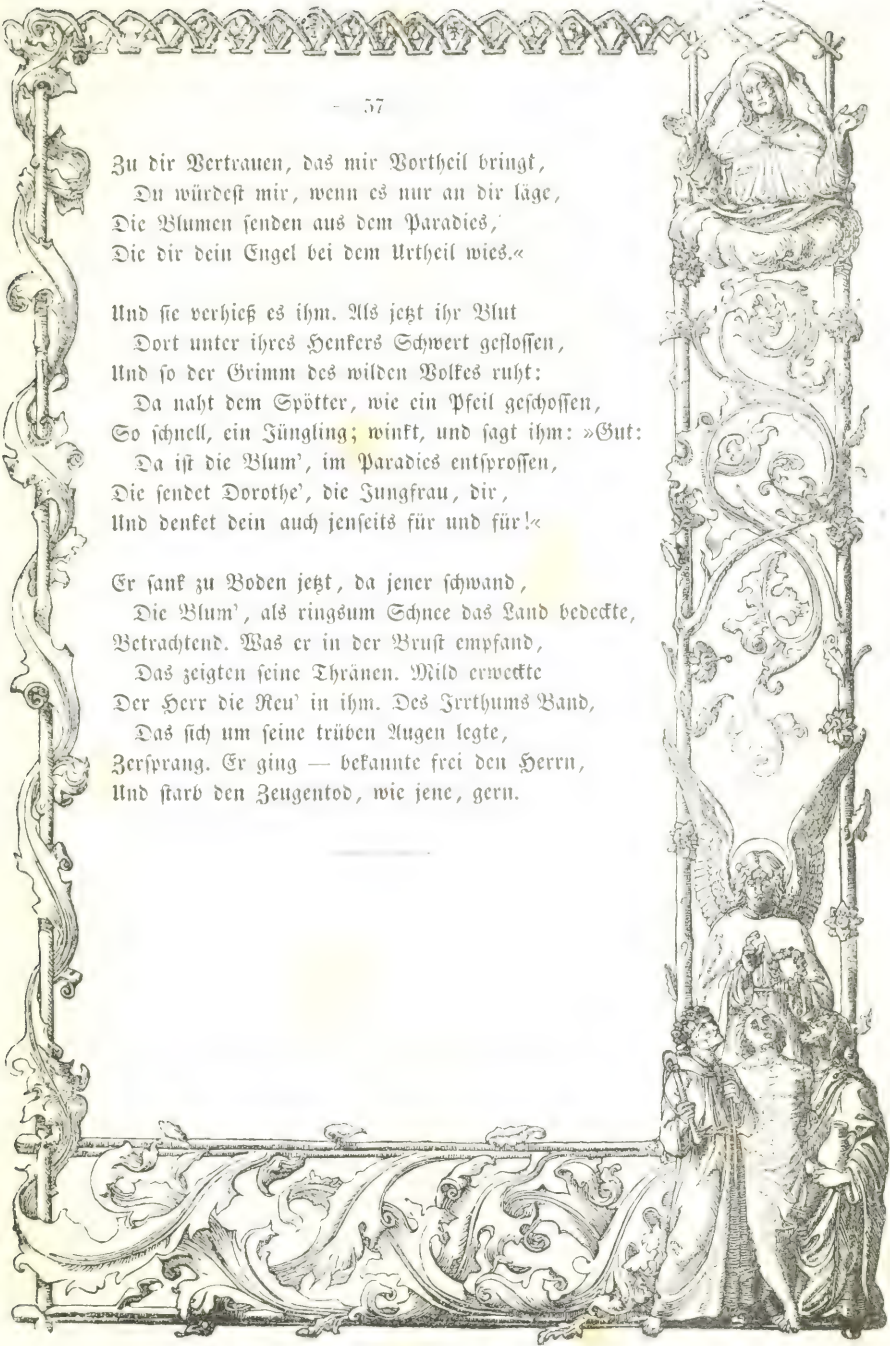 - 57
Zu dir Vertrauen, das mir Vortheil bringt,
Du würdest mir, wenn es nur an dir läge,
Die Blumen senden aus dem Paradies,
Die dir dein Engel bei dem Urtheil wies.«
Und sie verhieß es ihm. Als jetzt ihr Blut
Dort unter ihres Henkers Schwert geflossen,
Und so der Grimm des wilden Volkes ruht:
Da naht dem Spötter, wie ein Pfeil geschossen,
So schnell, ein Jüngling; winkt, und sagt ihm: »Gut:
Da ist die Blum', im Paradies entsprossen,
Die sendet Dorothe', die Jungfrau, dir,
Und denket dein auch jenseits für und für!«
Er sank zu Boden jetzt, da jener schwand,
Die Blum', als ringsum Schnee das Land bedeckte,
Betrachtend. Was er in der Brust empfand,
Das zeigten seine Thränen. Mild erweckte
Der Herr die Reu' in ihm. Des Irrthums Band,
Das sich um seine trüben Augen legte,
Zersprang. Er ging — bekannte frei den Herrn,
Und starb den Zeugentod, wie jene, gern.